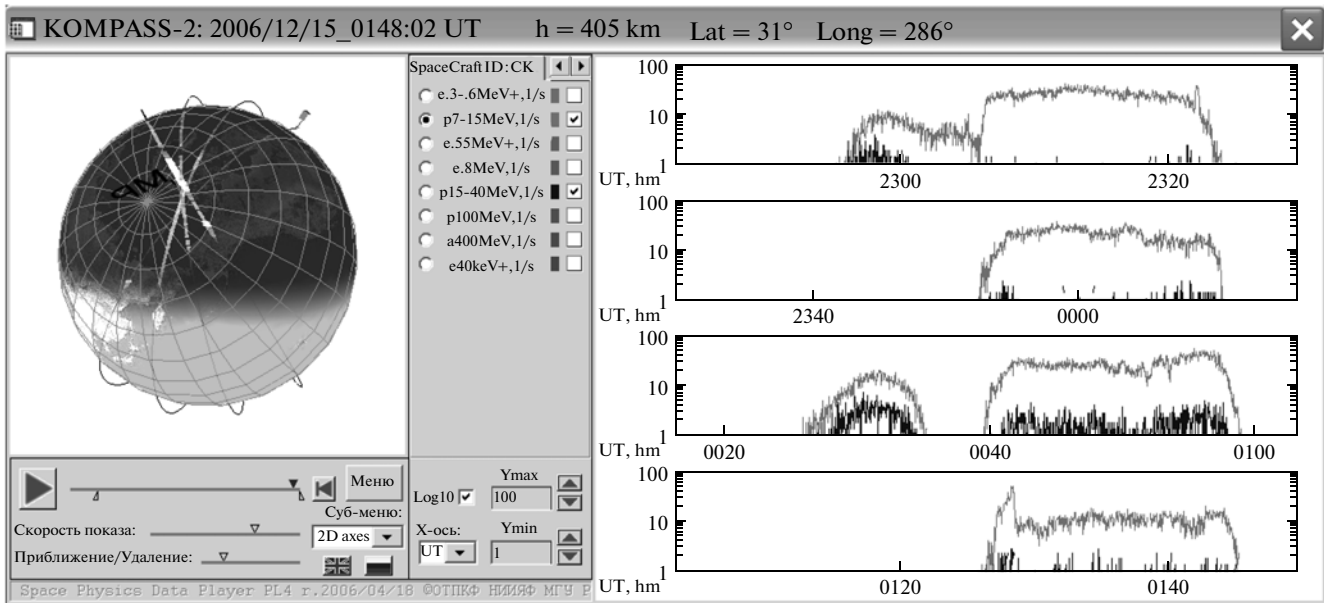 KOMPASS-2: 2006/12/15_0148:02 UT h = 405 km Lat = 31° Long = 286°
SpaceCraft ID: CK
e.3-.6MeV+,1/s
p7-15MeV,1/s
e.55MeV+,1/s
e.8MeV,1/s
p15-40MeV,1/s
p100MeV,1/s
a400MeV,1/s
e40keV+,1/s
Меню
Суб-меню:
2D axes
Скорость показа:
Приближение/Удаление:
Log10
Ymax
100
X-ось:
UT
Ymin
1
Space Physics Data Player PL4 r.2006/04/18 ©ОТПКФ НИИЯФ МГУ Р
100
10
1
UT, hm
2300
2320
100
10
1
UT, hm
2340
0000
100
10
1
UT, hm
0020
0040
0100
100
10
1
UT, hm
0120
0140